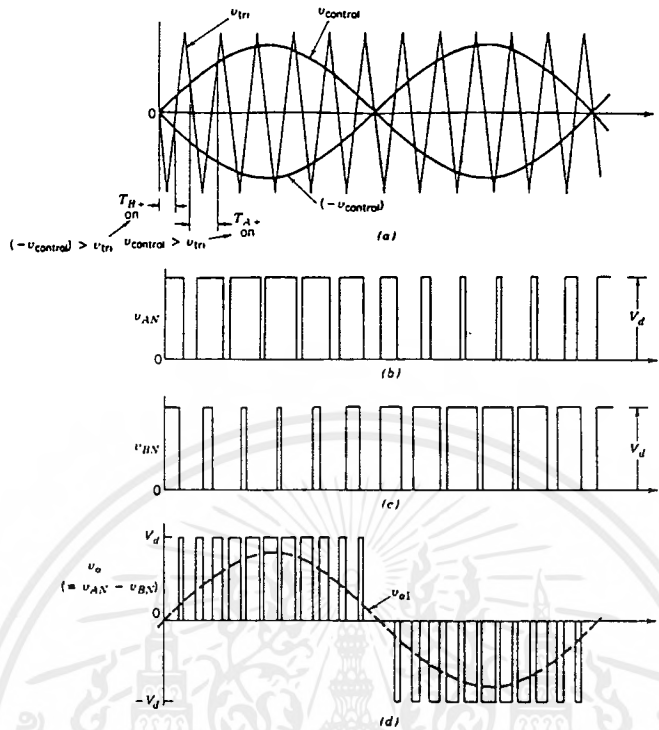 v_tri
v_control
0
(-v_control)
T_B+
on
T_A+
on
(-v_control) > v_tri v_control > v_tri
(a)
v_AN
V_d
0
(b)
v_BN
V_d
0
(c)
V_d
v_o
(= v_AN - v_BN)
v_o1
0
-V_d
(d)